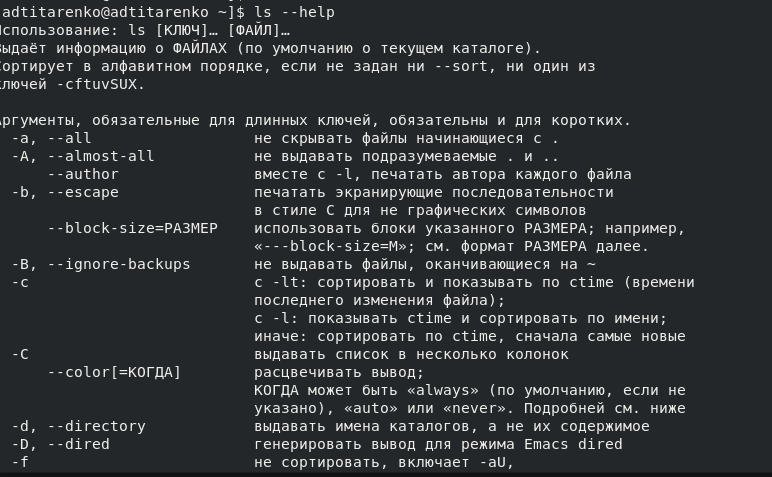 adtitarenko@adtitarenko ~]$ ls --help
Использование: ls [КЛЮЧ]… [ФАЙЛ]…
Выдаёт информацию о ФАЙЛАХ (по умолчанию о текущем каталоге).
Сортирует в алфавитном порядке, если не задан ни --sort, ни один из
ключей -cftuvSUX.
Аргументы, обязательные для длинных ключей, обязательны и для коротких.
-a, --all не скрывать файлы начинающиеся с .
-A, --almost-all не выдавать подразумеваемые . и ..
--author вместе с -l, печатать автора каждого файла
-b, --escape печатать экранирующие последовательности
в стиле C для не графических символов
--block-size=РАЗМЕР использовать блоки указанного РАЗМЕРА; например,
«---block-size=M»; см. формат РАЗМЕРА далее.
-B, --ignore-backups не выдавать файлы, оканчивающиеся на ~
-c с -lt: сортировать и показывать по ctime (времени
последнего изменения файла);
с -l: показывать ctime и сортировать по имени;
иначе: сортировать по ctime, сначала самые новые
-C выдавать список в несколько колонок
--color[=КОГДА] расцвечивать вывод;
КОГДА может быть «always» (по умолчанию, если не
указано), «auto» или «never». Подробней см. ниже
-d, --directory выдавать имена каталогов, а не их содержимое
-D, --dired генерировать вывод для режима Emacs dired
-f не сортировать, включает -aU,